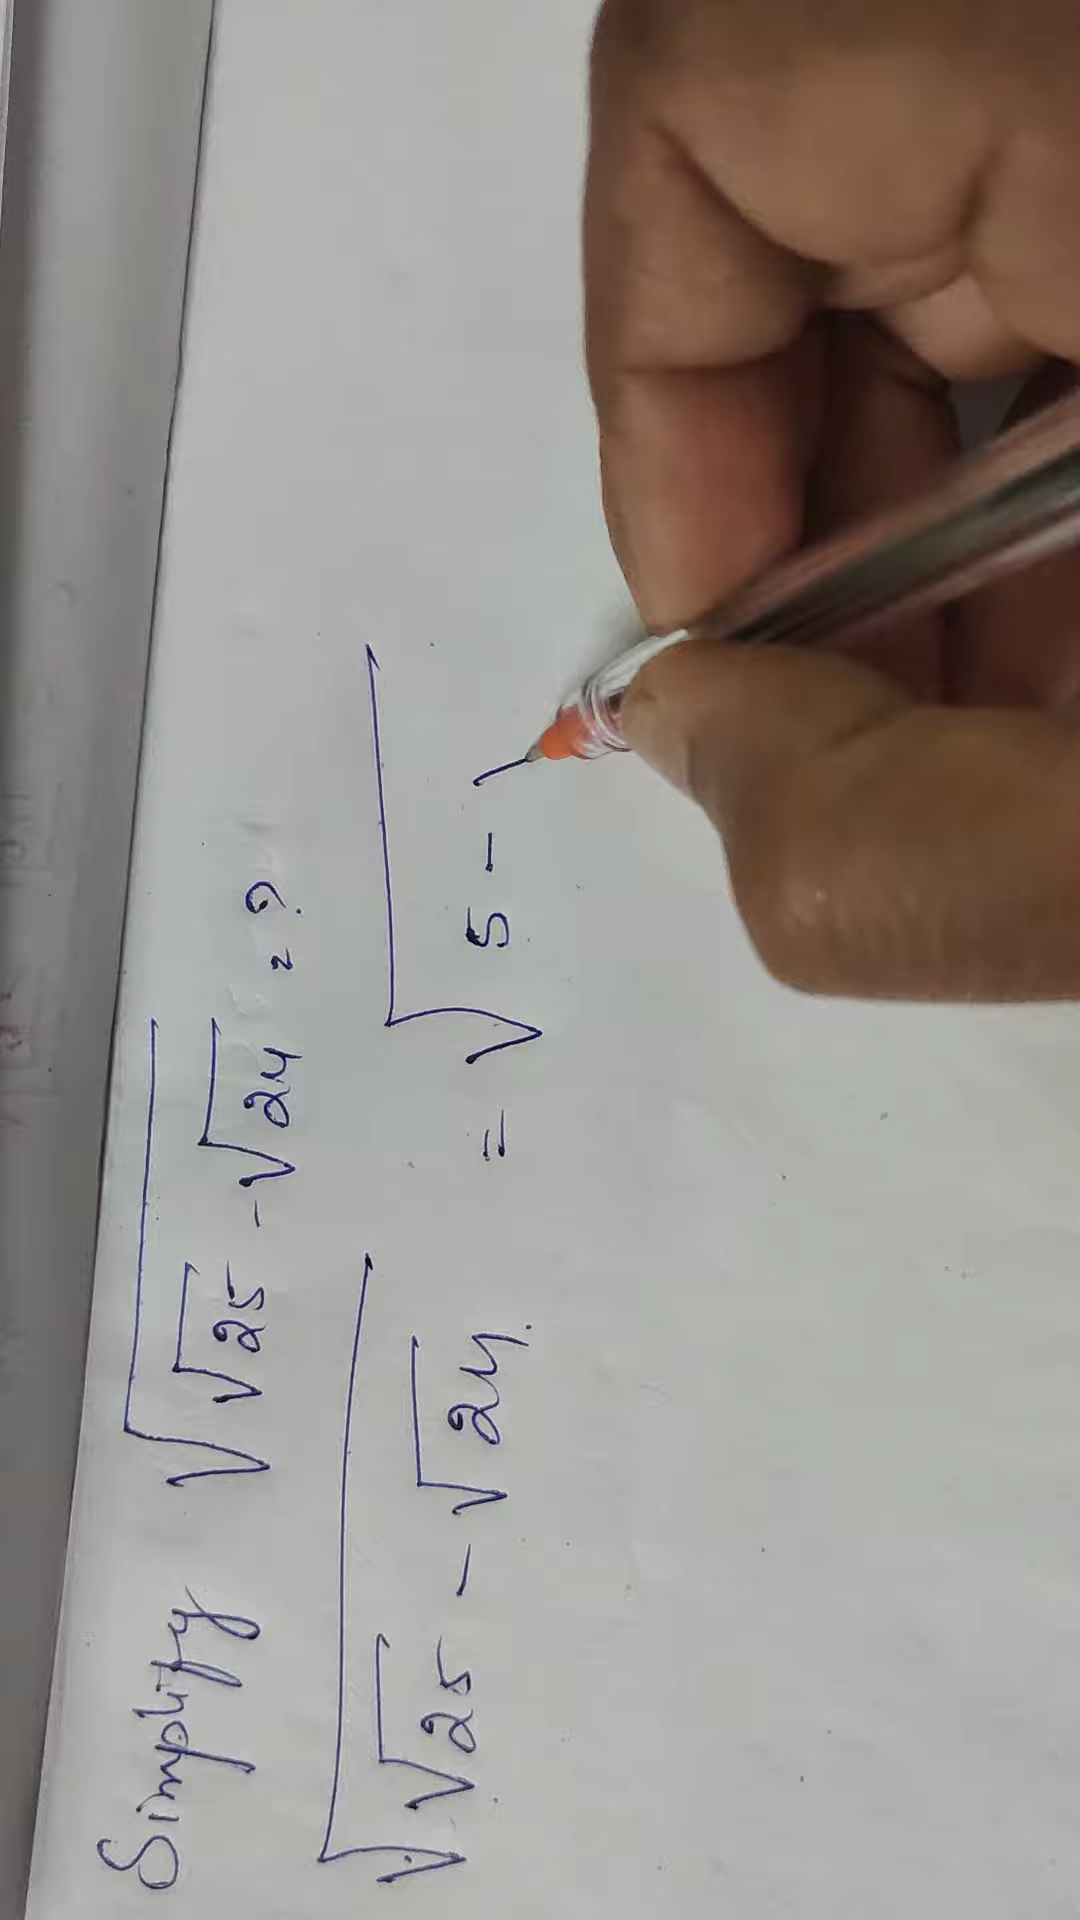 Simplify √(√25 - √24) = ?
√(√25 - √24. = √(5 -